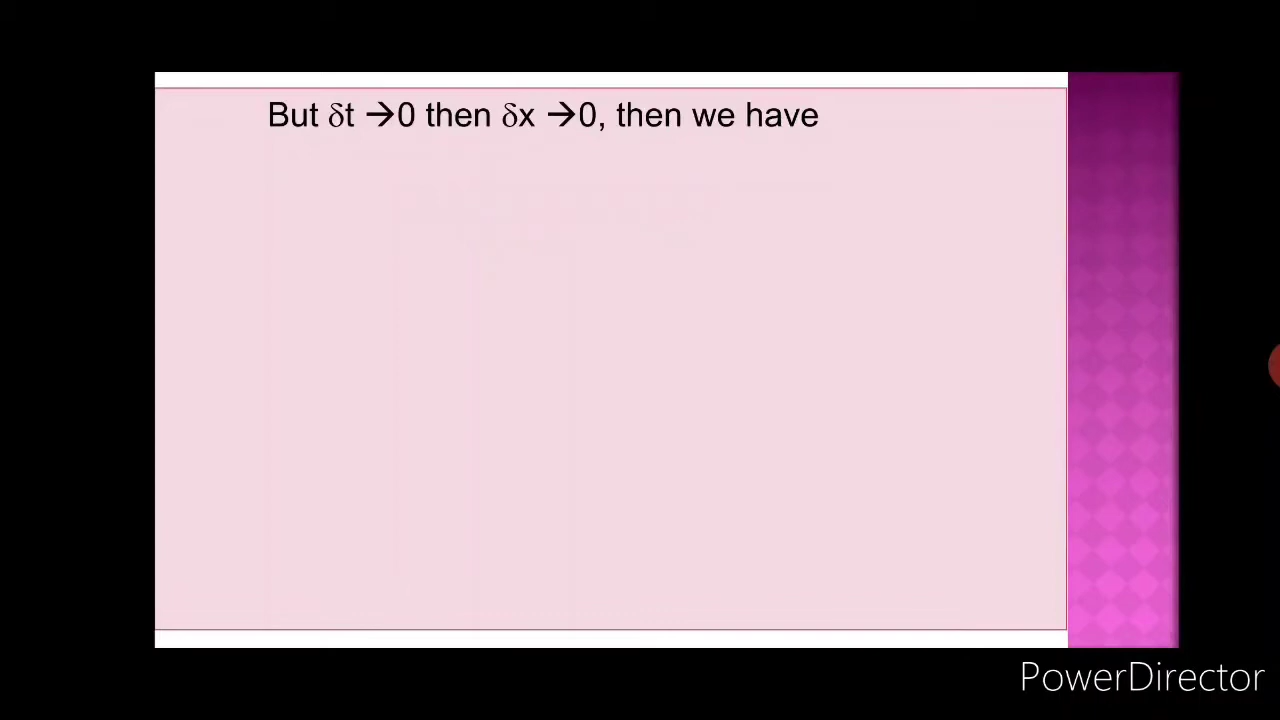 But δt →0 then δx →0, then we have
PowerDirector